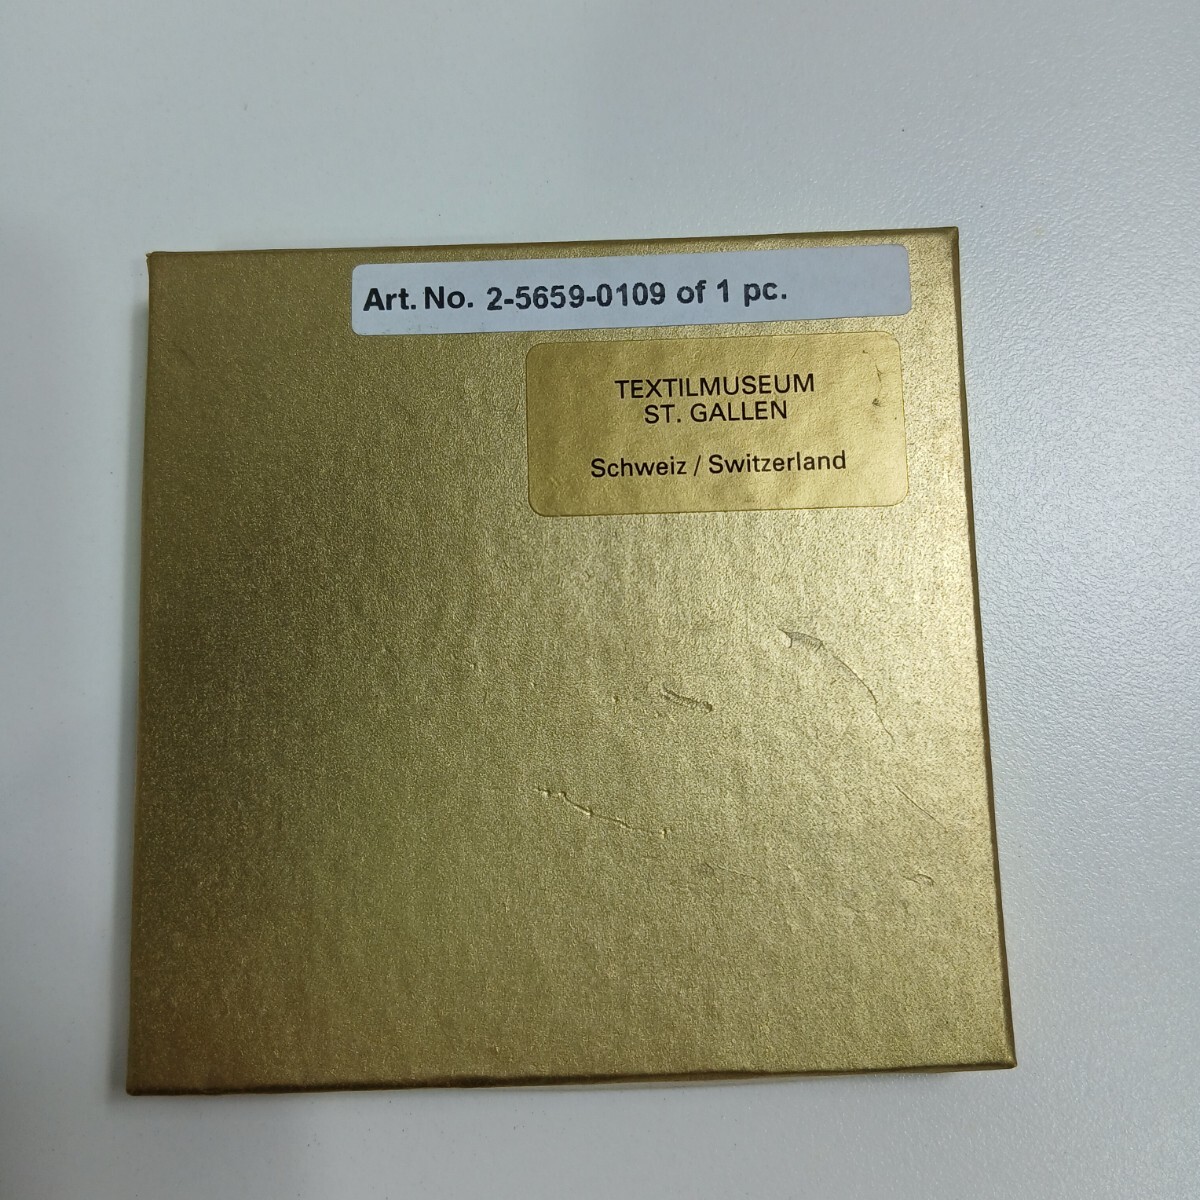 Art. No. 2-5659-0109 of 1 pc.
TEXTILMUSEUM
ST. GALLEN
Schweiz / Switzerland